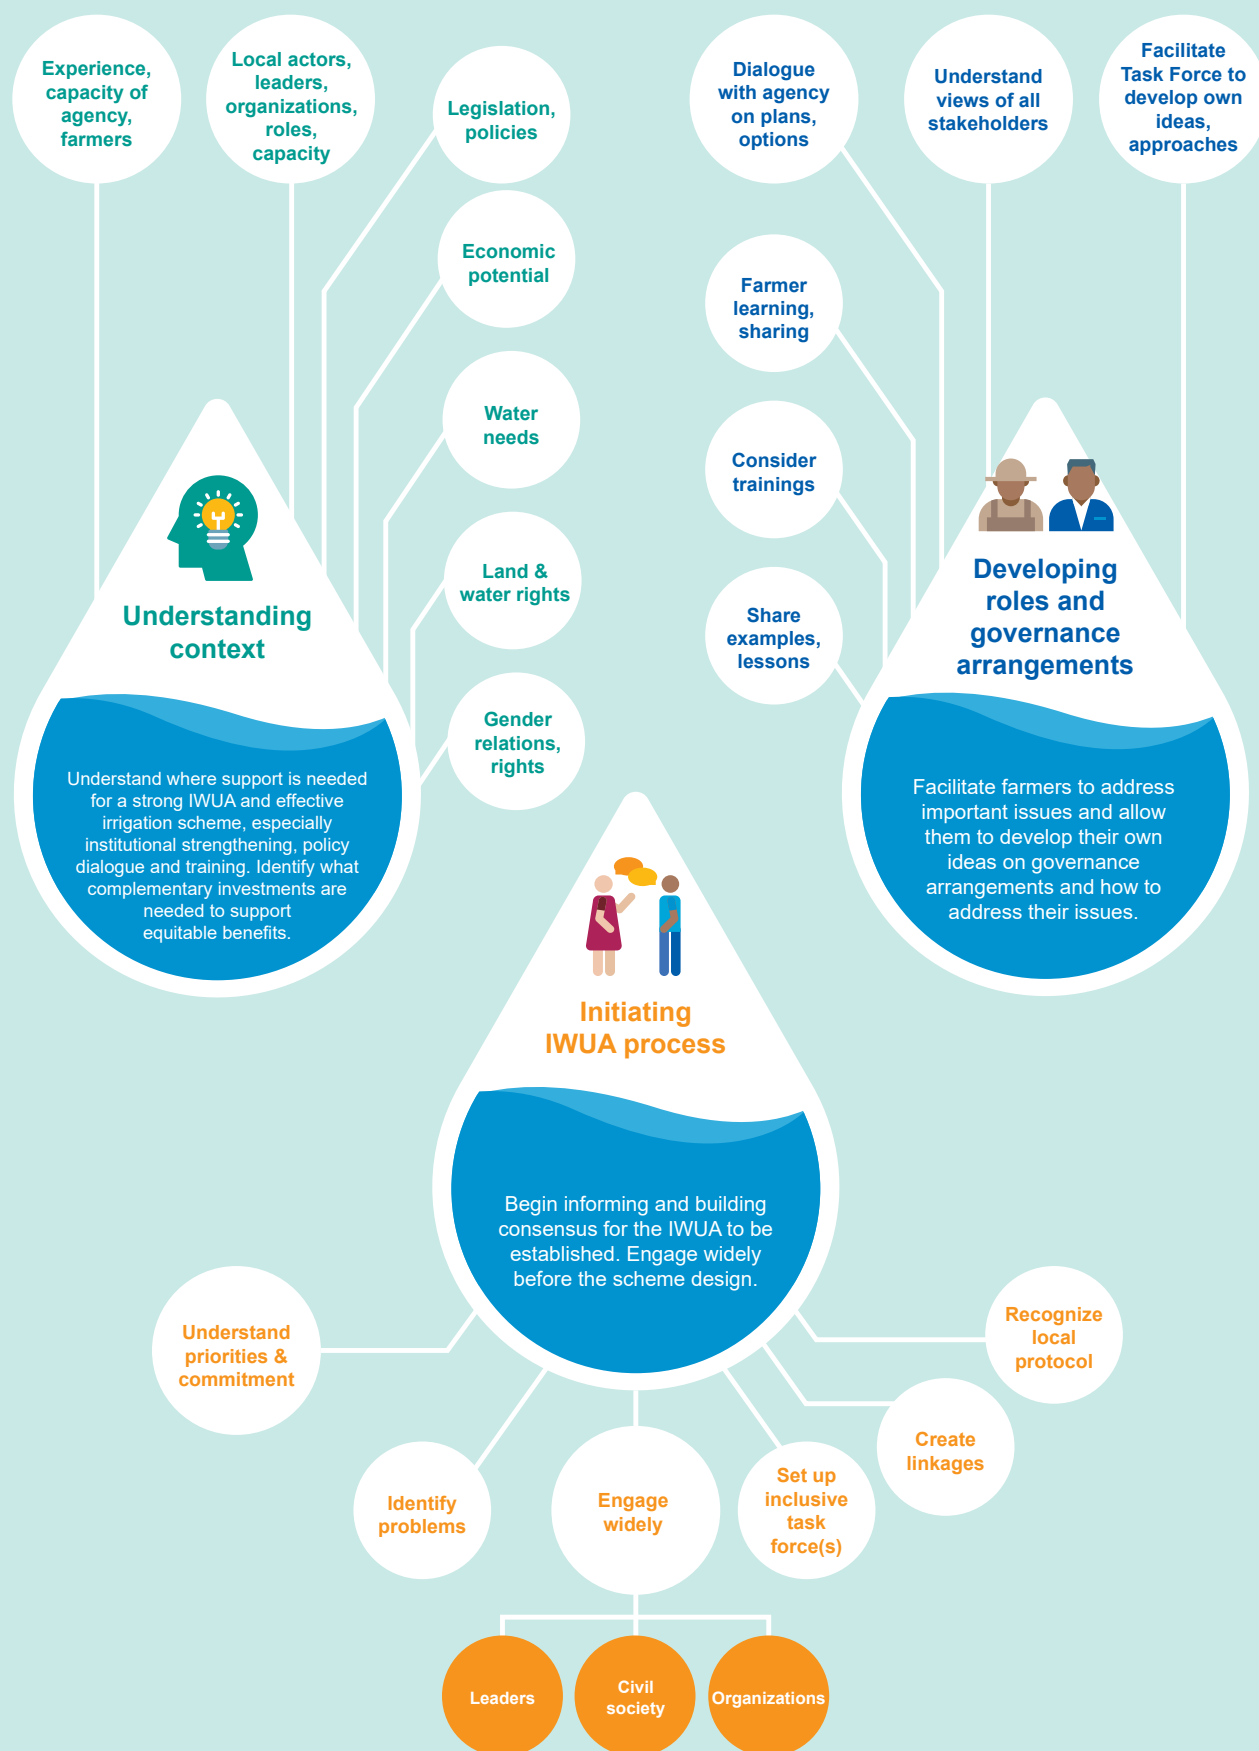 Experience,
capacity of
agency,
farmers
Local actors,
leaders,
organizations,
roles,
capacity
Legislation,
policies
Economic
potential
Water
needs
Land &
water rights
Gender
relations,
rights
Understanding
context
Understand where support is needed
for a strong IWUA and effective
irrigation scheme, especially
institutional strengthening, policy
dialogue and training. Identify what
complementary investments are
needed to support
equitable benefits.
Dialogue
with agency
on plans,
options
Understand
views of all
stakeholders
Facilitate
Task Force to
develop own
ideas,
approaches
Farmer
learning,
sharing
Consider
trainings
Share
examples,
lessons
Developing
roles and
governance
arrangements
Facilitate farmers to address
important issues and allow
them to develop their own
ideas on governance
arrangements and how to
address their issues.
Initiating
IWUA process
Begin informing and building
consensus for the IWUA to be
established. Engage widely
before the scheme design.
Understand
priorities &
commitment
Identify
problems
Engage
widely
Set up
inclusive
task
force(s)
Create
linkages
Recognize
local
protocol
Leaders
Civil
society
Organizations